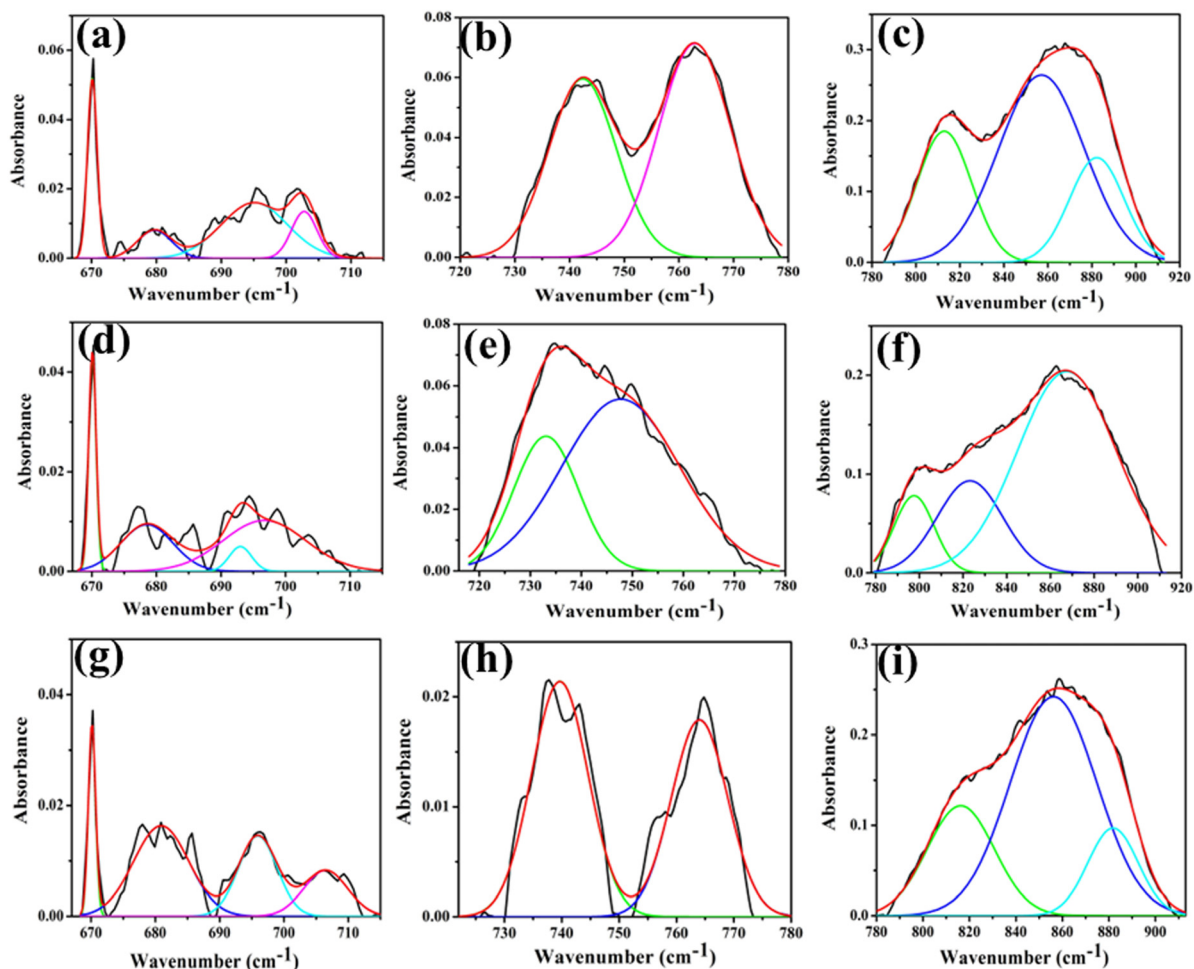 (a)
0.06
0.04
0.02
0.00
Absorbance
670 680 690 700 710
Wavenumber (cm-1)
(b)
0.08
0.06
0.04
0.02
0.00
Absorbance
720 730 740 750 760 770 780
Wavenumber (cm-1)
(c)
0.3
0.2
0.1
0.0
Absorbance
780 800 820 840 860 880 900 920
Wavenumber (cm-1)
(d)
0.04
0.02
0.00
Absorbance
670 680 690 700 710
Wavenumber (cm-1)
(e)
0.08
0.06
0.04
0.02
0.00
Absorbance
720 730 740 750 760 770 780
Wavenumber (cm-1)
(f)
0.2
0.1
0.0
Absorbance
780 800 820 840 860 880 900 920
Wavenumber (cm-1)
(g)
0.04
0.02
0.00
Absorbance
670 680 690 700 710
Wavenumber (cm-1)
(h)
0.02
0.01
0.00
Absorbance
730 740 750 760 770 780
Wavenumber (cm-1)
(i)
0.3
0.2
0.1
0.0
Absorbance
780 800 820 840 860 880 900
Wavenumber (cm-1)